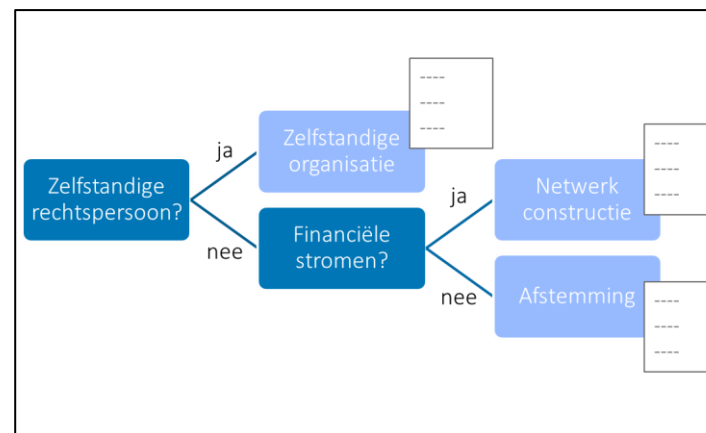 ----
----
----
Zelfstandige
organisatie
ja
Zelfstandige
rechtspersoon?
nee
Financiële
stromen?
ja
Netwerk
constructie
----
----
----
nee
Afstemming
----
----
----